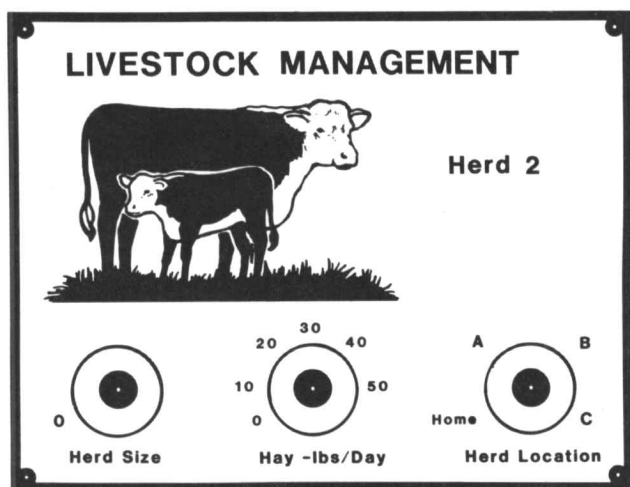 LIVESTOCK MANAGEMENT
Herd 2
0
Herd Size
0
10
20
30
40
50
Hay -lbs/Day
Home
A
B
C
Herd Location